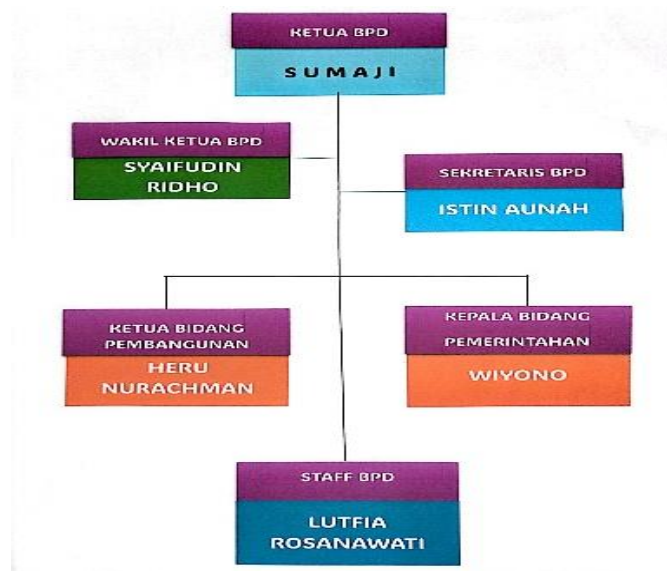 KETUA BPD
SUMAJI
WAKIL KETUA BPD
SYAIFUDIN
RIDHO
SEKRETARIS BPD
ISTIN AUNAH
KETUA BIDANG
PEMBANGUNAN
HERU
NURACHMAN
KEPALA BIDANG
PEMERINTAHAN
WIYONO
STAFF BPD
LUTFIA
ROSANAWATI